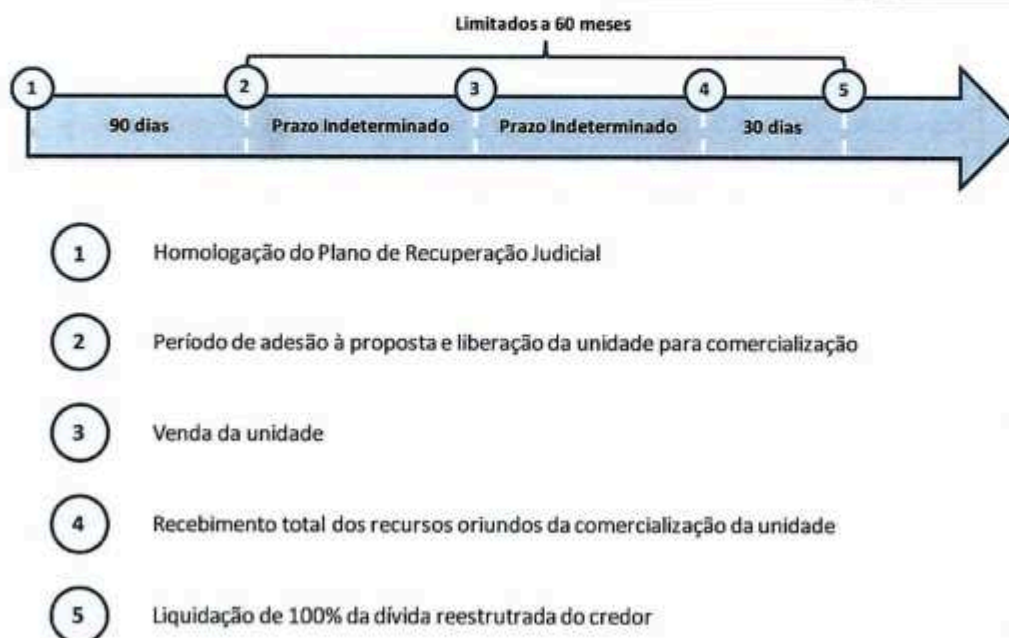 Limitados a 60 meses
1 2 3 4 5
90 dias Prazo Indeterminado Prazo Indeterminado 30 dias
1 Homologação do Plano de Recuperação Judicial
2 Período de adesão à proposta e liberação da unidade para comercialização
3 Venda da unidade
4 Recebimento total dos recursos oriundos da comercialização da unidade
5 Liquidação de 100% da dívida reestrutrada do credor